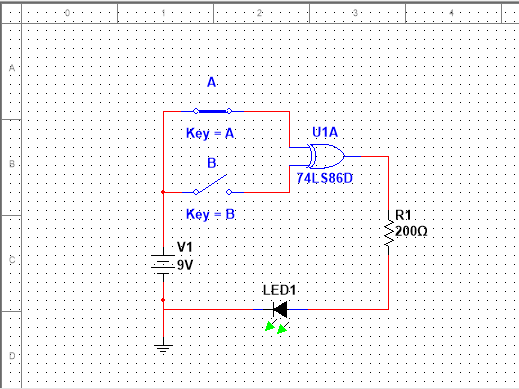 0 1 2 3 4
A
A
Key = A
U1A
B
B
74LS86D
Key = B
R1
200Ω
V1
C
9V
LED1
D